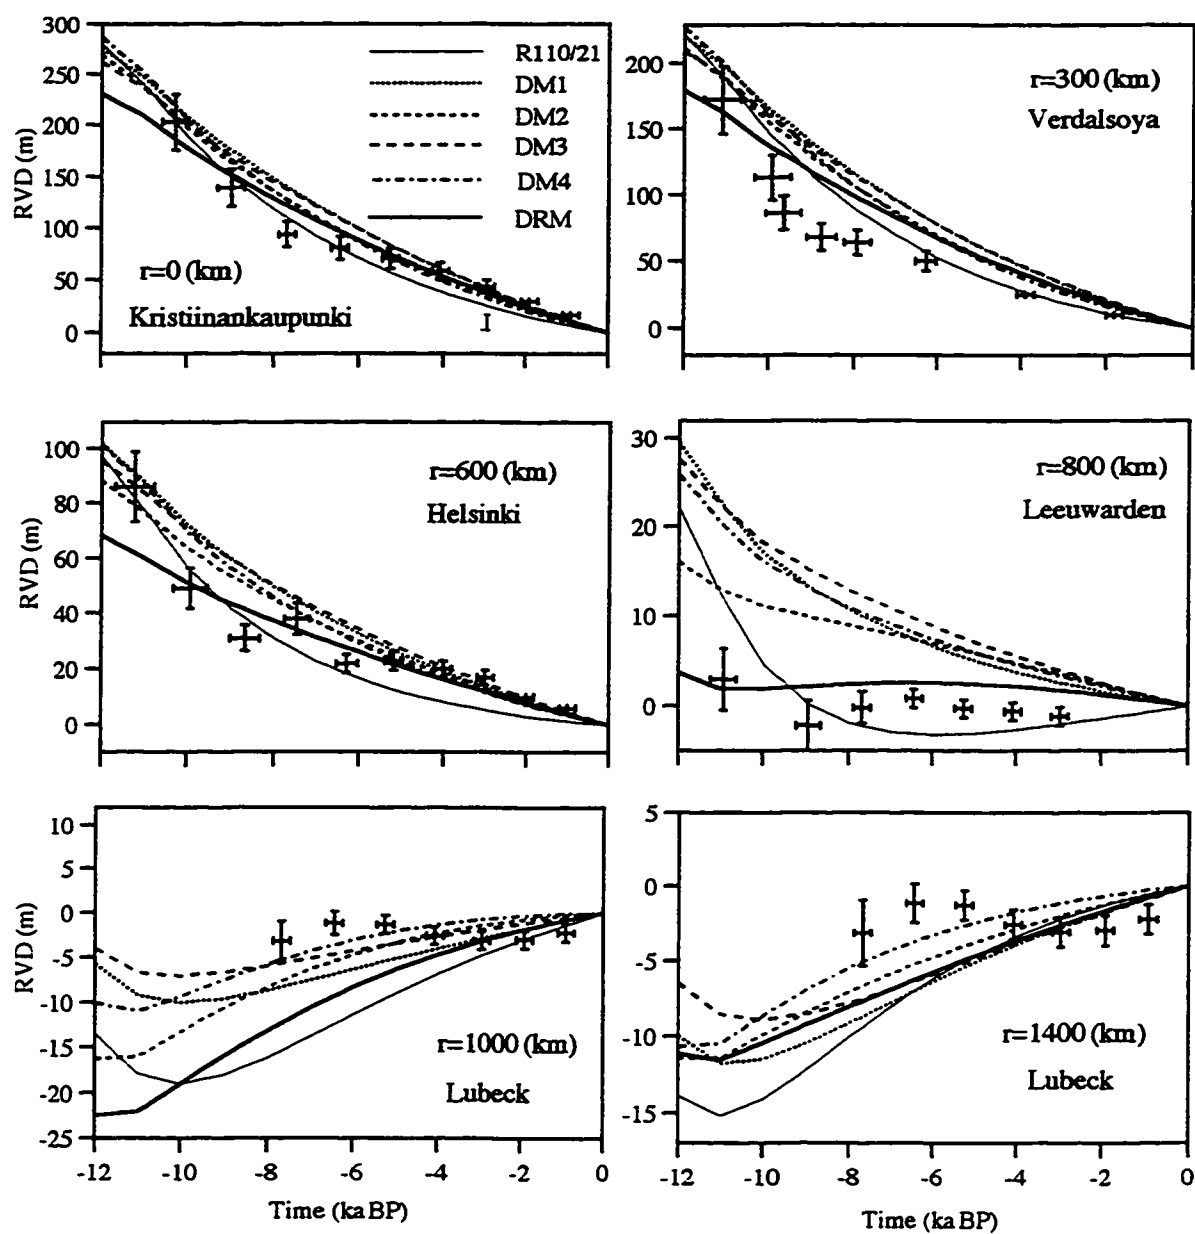 300
250
200
150
100
50
0
RVD (m)
R110/21
DM1
DM2
DM3
DM4
DRM
r=0 (km)
Kristiinankaupunki
200
150
100
50
0
r=300 (km)
Verdalsoya
100
80
60
40
20
0
RVD (m)
r=600 (km)
Helsinki
30
20
10
0
r=800 (km)
Leeuwarden
10
5
0
-5
-10
-15
-20
-25
RVD (m)
r=1000 (km)
Lubeck
-12 -10 -8 -6 -4 -2 0
Time (ka BP)
5
0
-5
-10
-15
r=1400 (km)
Lubeck
-12 -10 -8 -6 -4 -2 0
Time (ka BP)